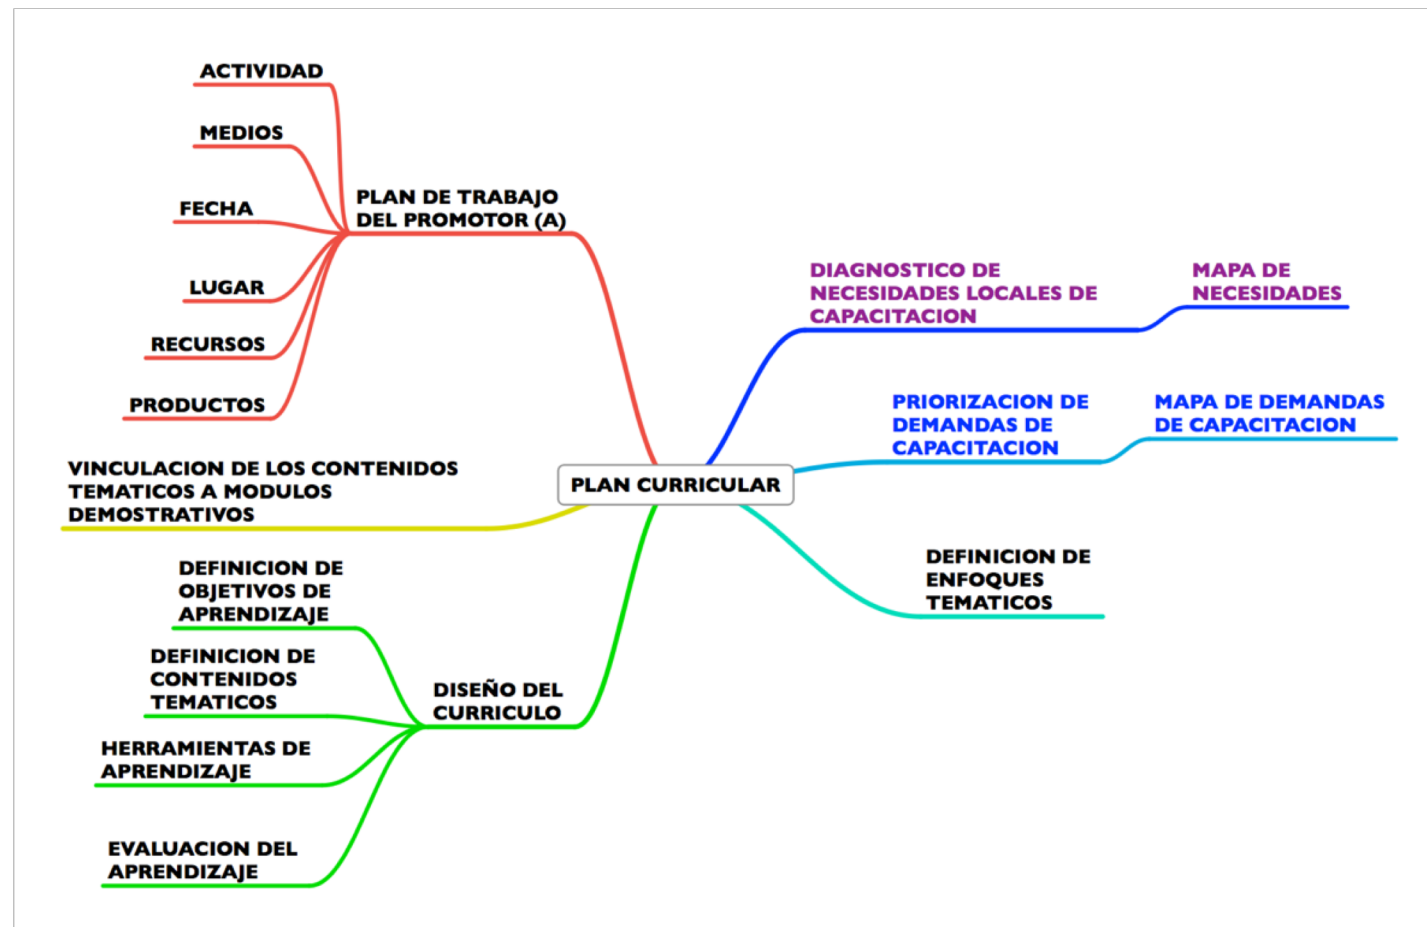 ACTIVIDAD
MEDIOS
FECHA
LUGAR
RECURSOS
PRODUCTOS
PLAN DE TRABAJO
DEL PROMOTOR (A)
VINCULACION DE LOS CONTENIDOS
TEMATICOS A MODULOS
DEMOSTRATIVOS
DEFINICION DE
OBJETIVOS DE
APRENDIZAJE
DEFINICION DE
CONTENIDOS
TEMATICOS
HERRAMIENTAS DE
APRENDIZAJE
EVALUACION DEL
APRENDIZAJE
DISEÑO DEL
CURRICULO
PLAN CURRICULAR
DIAGNOSTICO DE
NECESIDADES LOCALES DE
CAPACITACION
MAPA DE
NECESIDADES
PRIORIZACION DE
DEMANDAS DE
CAPACITACION
MAPA DE DEMANDAS
DE CAPACITACION
DEFINICION DE
ENFOQUES
TEMATICOS